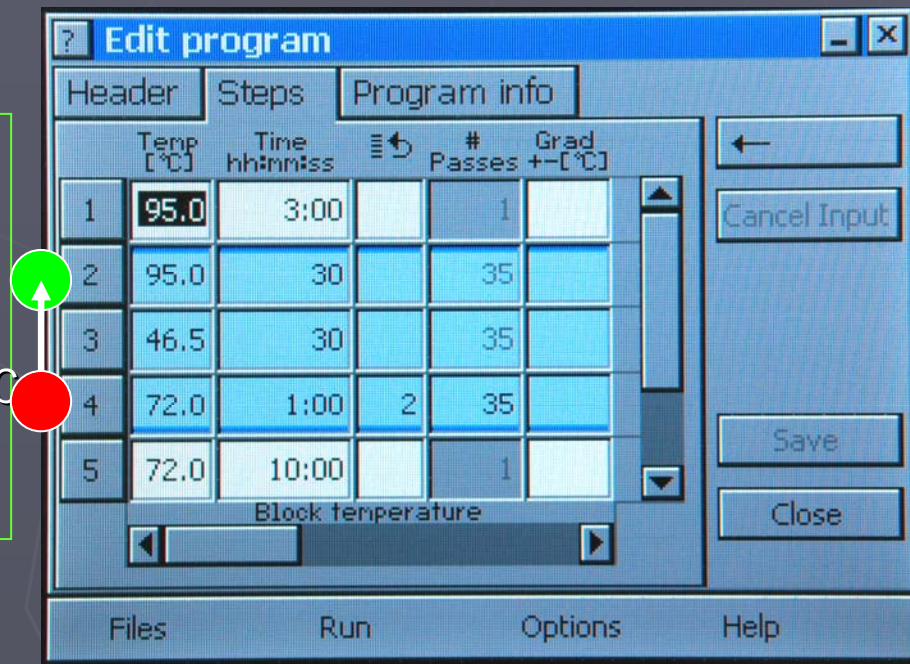 ? Edit program
Header Steps Program info
Temp [°C] Time hh:mm:ss # Passes Grad +-[°C]
← 
Cancel Input
1 95.0 3:00 1
2 95.0 30 35
3 46.5 30 35
4 72.0 1:00 2 35
5 72.0 10:00 1
Block temperature
Save
Close
Files Run Options Help
C